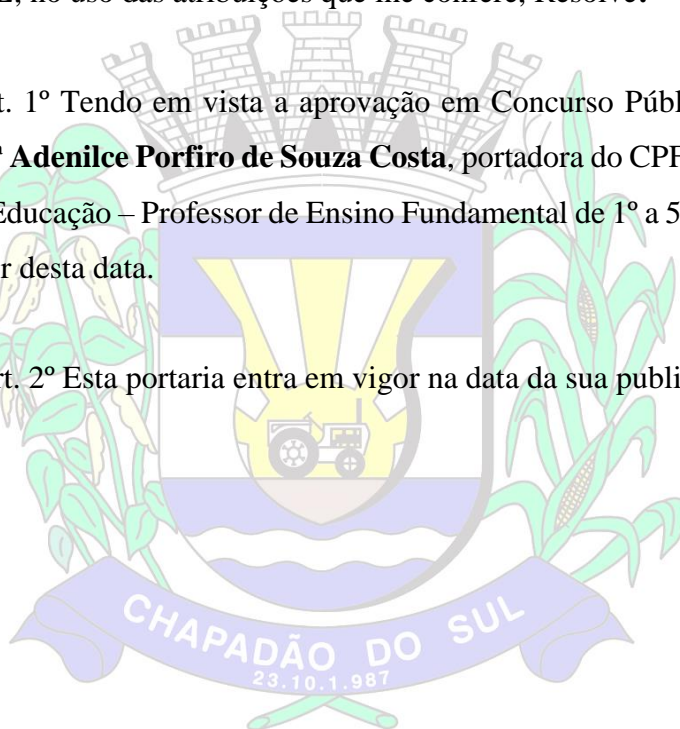 , no uso das atribuições que lhe confere, Resolve:
t. 1º Tendo em vista a aprovação em Concurso Públ
ª Adenilce Porfiro de Souza Costa, portadora do CPF
Educação – Professor de Ensino Fundamental de 1º a 5
r desta data.
rt. 2º Esta portaria entra em vigor na data da sua publi
CHAPADÃO DO SUL
23.10.1.987